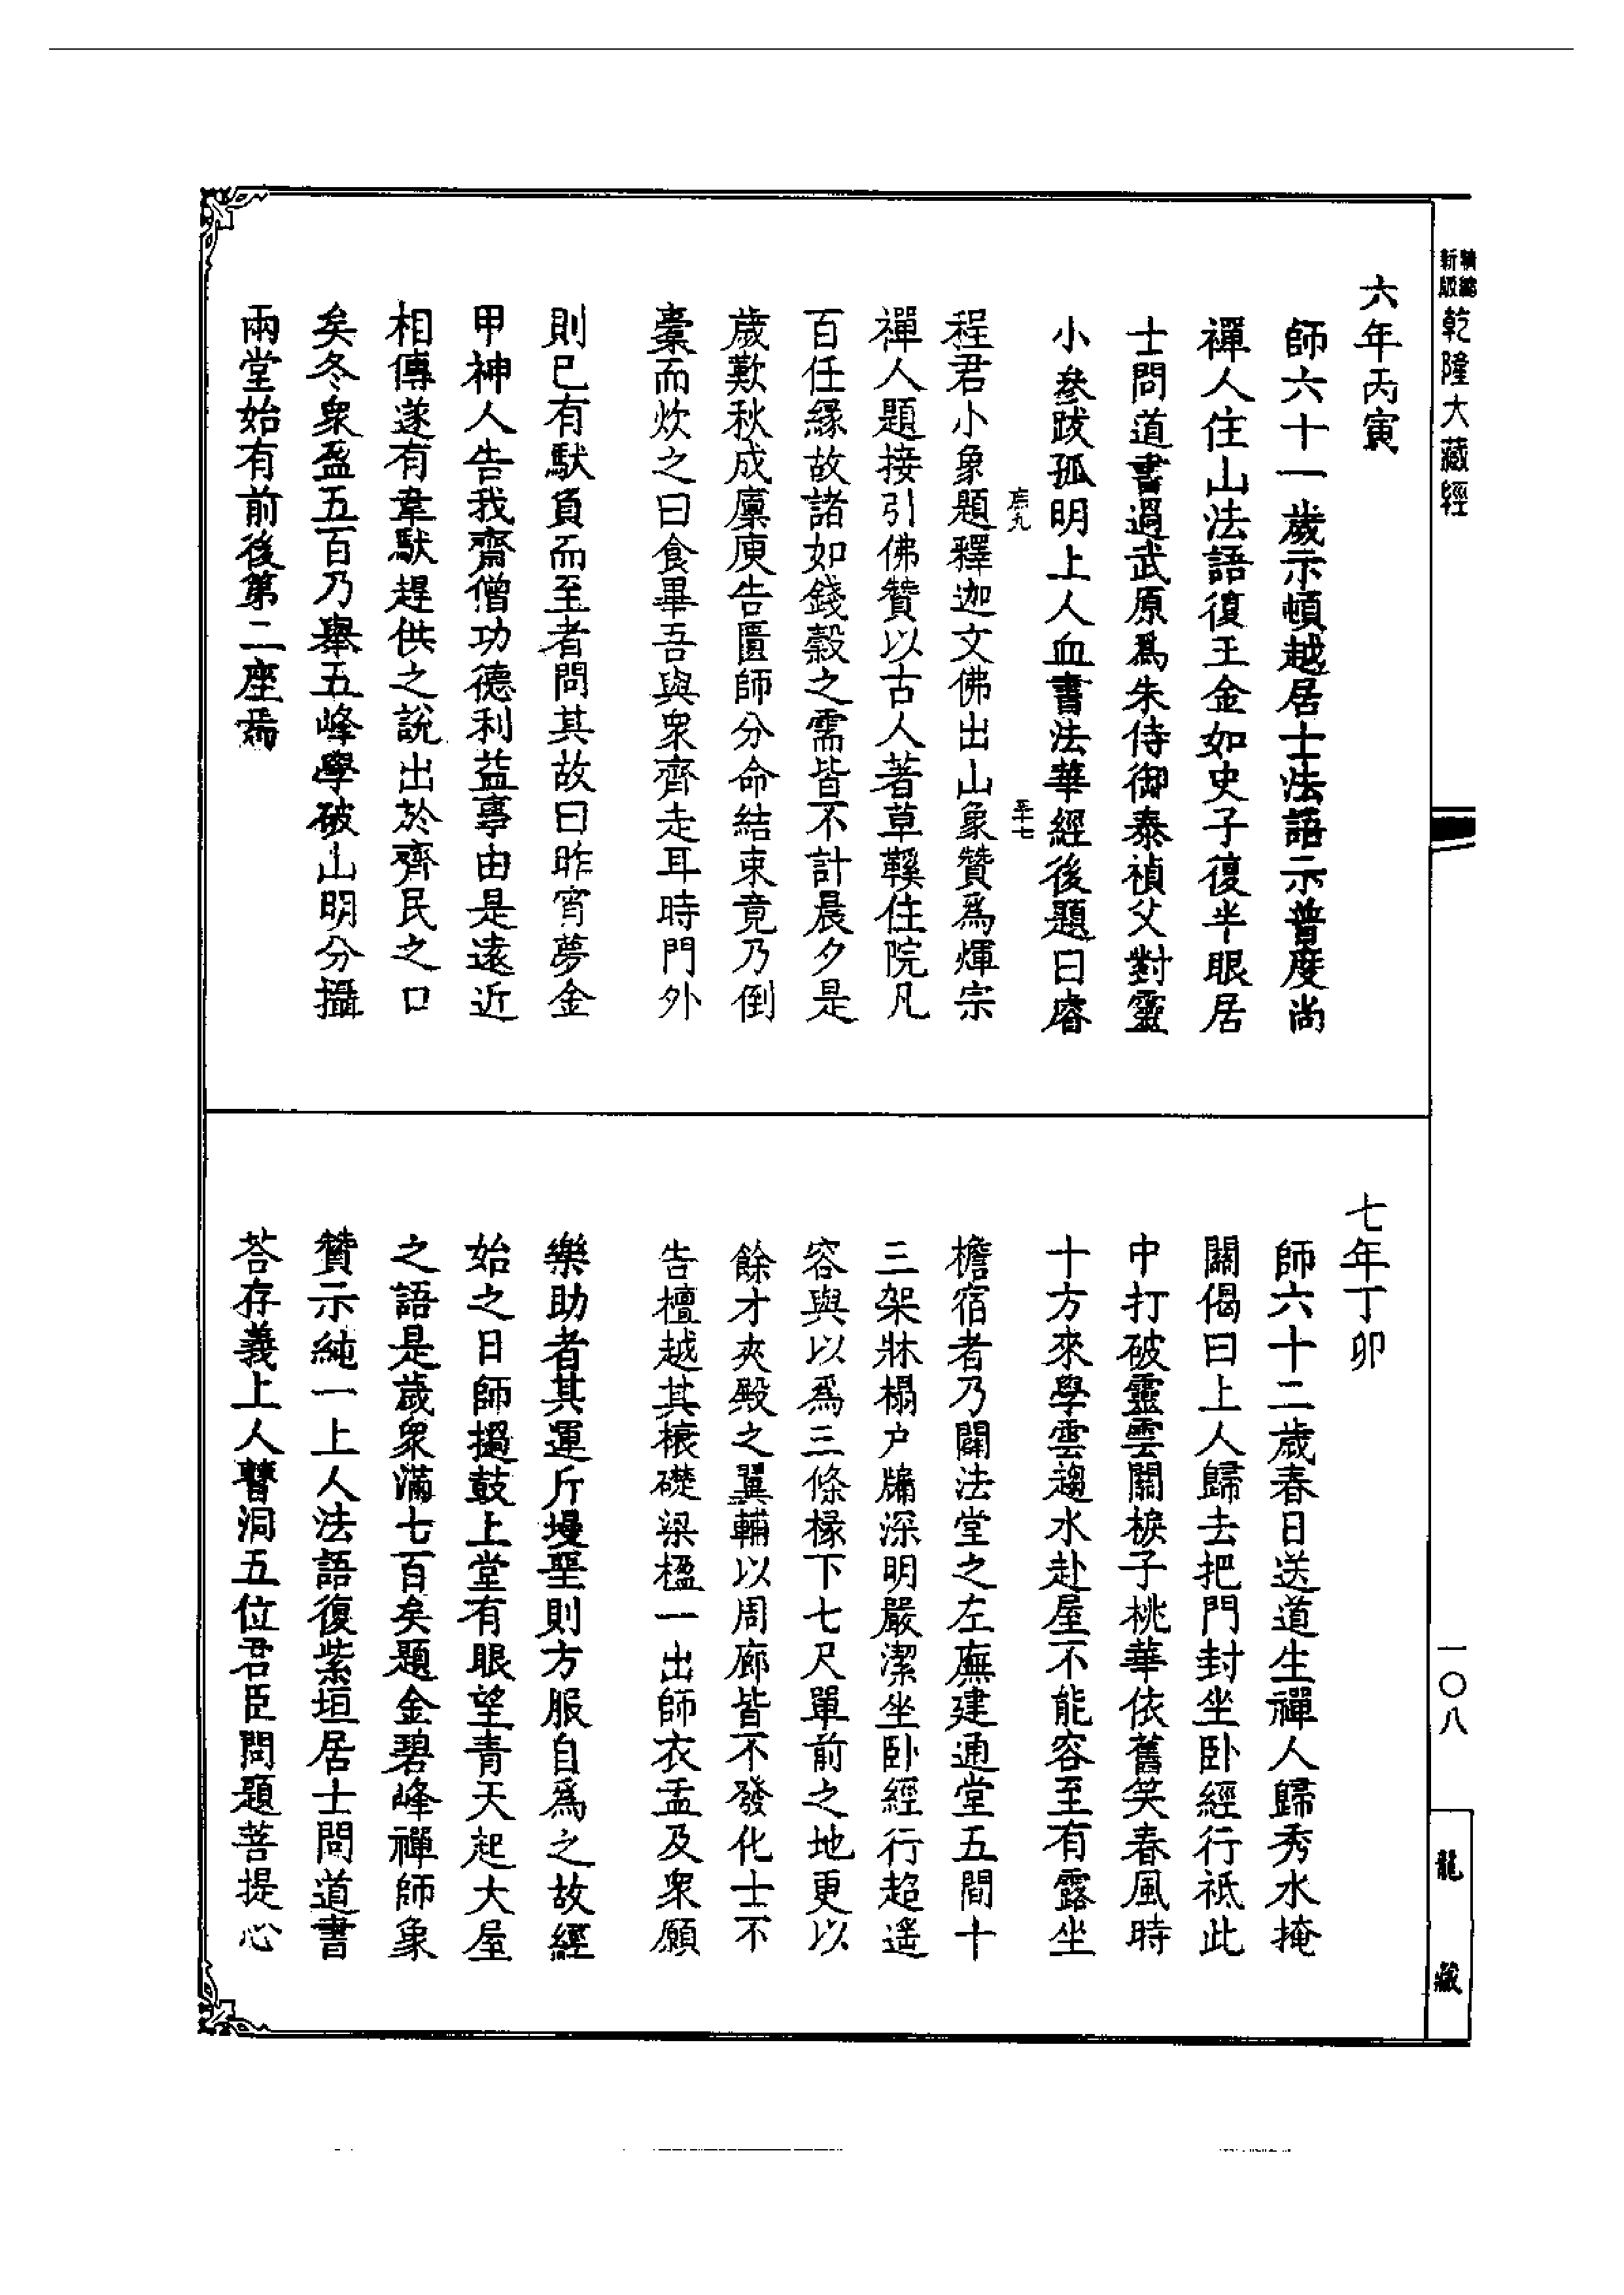 新編
縮版
乾隆大藏經
六年丙寅
師六十一歲示頓越居士法語示普度尚
禪人住山法語復王金如史子復半眼居
士問道書過武原爲朱侍御泰禎父對靈
小參跋孤明上人血書法華經後題曰睿
程君小象題釋迦文佛出山象贊爲煇宗
禪人題接引佛贊以古人著草鞵住院凡
百任緣故諸如錢穀之需皆不計晨夕是
歲歉秋成廩庾告匱師分命結束竟乃倒
橐而炊之曰食畢吾與衆齊走耳時門外
則已有馱負而至者問其故曰昨宵夢金
甲神人告我齋僧功德利益事由是遠近
相傳遂有韋馱趕供之說出於齊民之口
矣冬衆盈五百乃舉五峰學破山明分攝
兩堂始有前後第二座焉
七年丁卯
師六十二歲春日送道生禪人歸秀水掩
關偈曰上人歸去把門封坐卧經行祗此
中打破靈雲關棙子桃華依舊笑春風時
十方來學雲趨水赴屋不能容至有露坐
檐宿者乃闢法堂之左廡建通堂五間十
三架牀榻户牖深明嚴潔坐卧經行超遙
容與以爲三條椽下七尺單前之地更以
餘才夾殿之翼輔以周廊皆不發化士不
告檀越其榱礎梁楹一出師衣盂及衆願
樂助者其運斤墁堊則方服自爲之故經
始之日師撾鼓上堂有眼望青天起大屋
之語是歲衆滿七百矣題金碧峰禪師象
贊示純一上人法語復紫垣居士問道書
荅存義上人瞽洞五位君臣問題菩提心
一〇八
龍藏